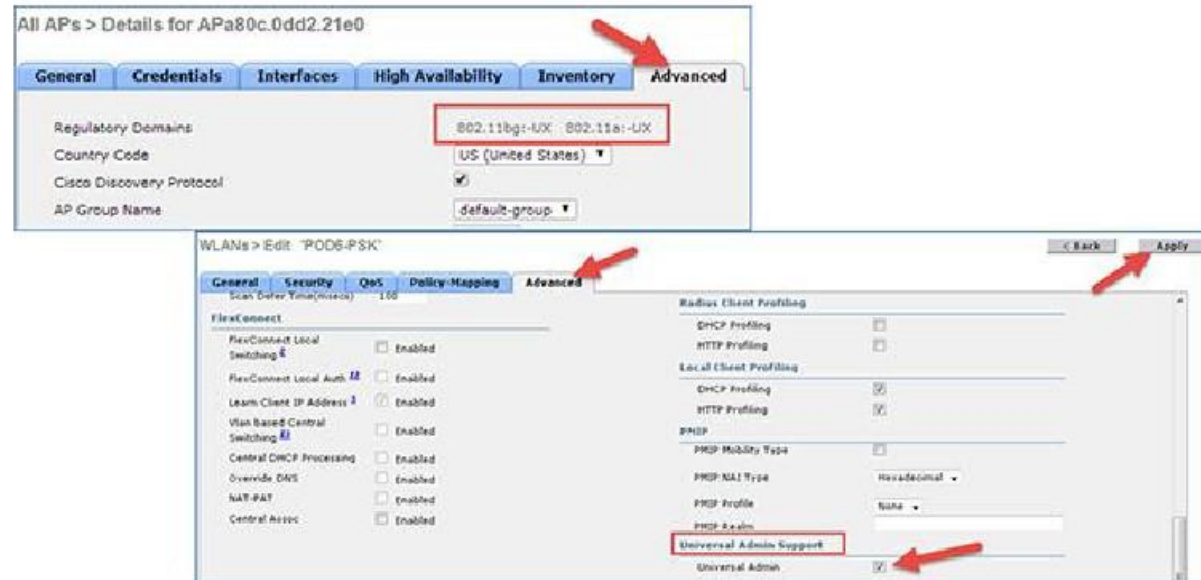 All APs > Details for APa80c.0dd2.21e0
General Credentials Interfaces High Availability Inventory Advanced
Regulatory Domains 802.11bg:-UX 802.11a:-UX
Country Code US (United States)
Cisco Discovery Protocol
AP Group Name default-group
WLANs > Edit 'POD6-PSK'
< Back Apply
General Security QoS Policy-Mapping Advanced
Scan Defer Time(msecs) 100
FlexConnect
FlexConnect Local
Switching Enabled
FlexConnect Local Auth Enabled
Learn Client IP Address Enabled
Vlan Based Central
Switching Enabled
Central DHCP Processing Enabled
Override DNS Enabled
NAT-PAT Enabled
Central Assoc Enabled
Radius Client Profiling
DHCP Profiling
HTTP Profiling
Local Client Profiling
DHCP Profiling
HTTP Profiling
PMIP
PMIP Mobility Type
PMIP NAI Type Hexadecimal
PMIP Profile None
PMIP Realm
Universal Admin Support
Universal Admin